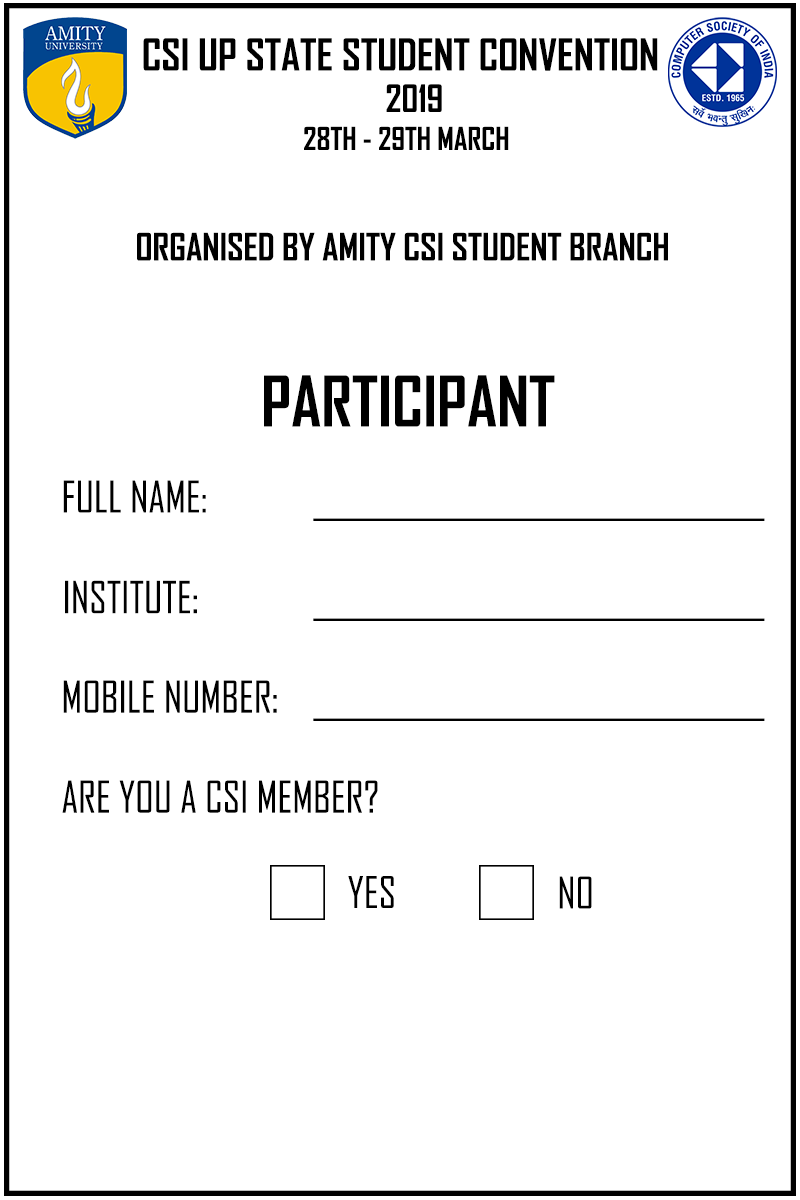 AMITY
UNIVERSITY
CSI UP STATE STUDENT CONVENTION
2019
28TH - 29TH MARCH
COMPUTER SOCIETY OF INDIA
ESTD. 1965
सर्वे भवन्तु सुखिनः
ORGANISED BY AMITY CSI STUDENT BRANCH
PARTICIPANT
FULL NAME:
INSTITUTE:
MOBILE NUMBER:
ARE YOU A CSI MEMBER?
YES NO